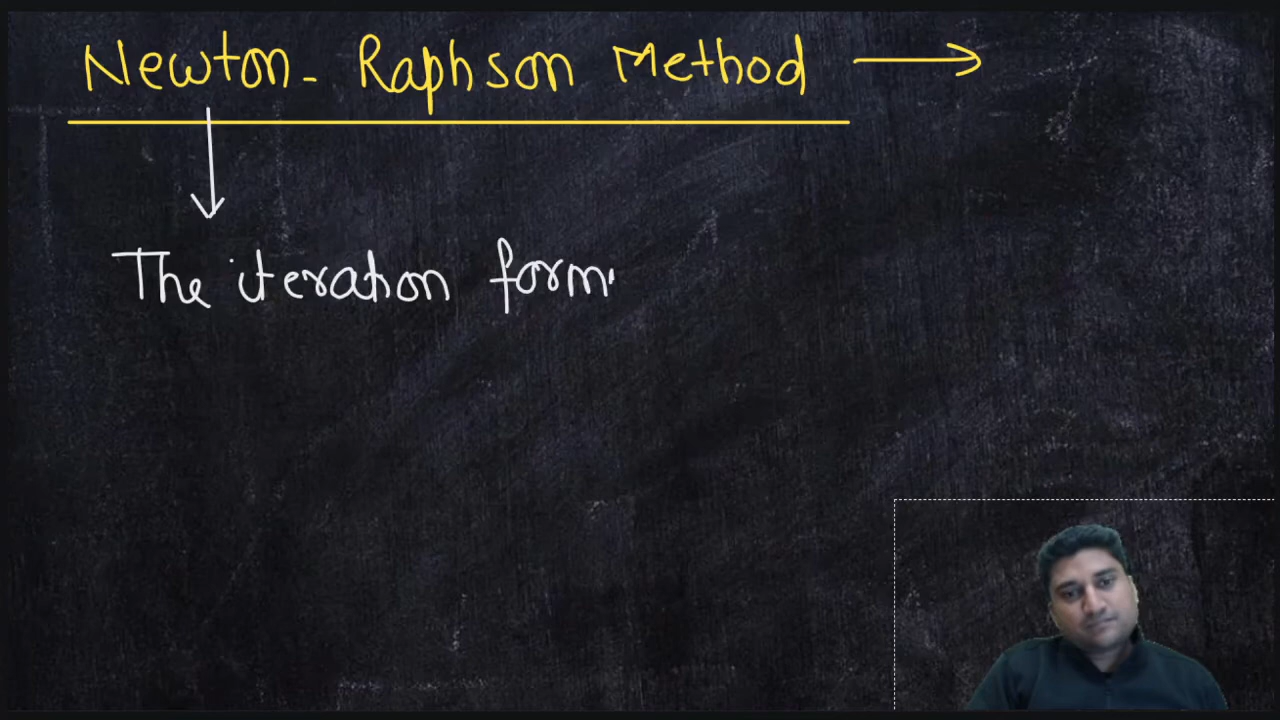 Newton- Raphson Method →
The iteration form